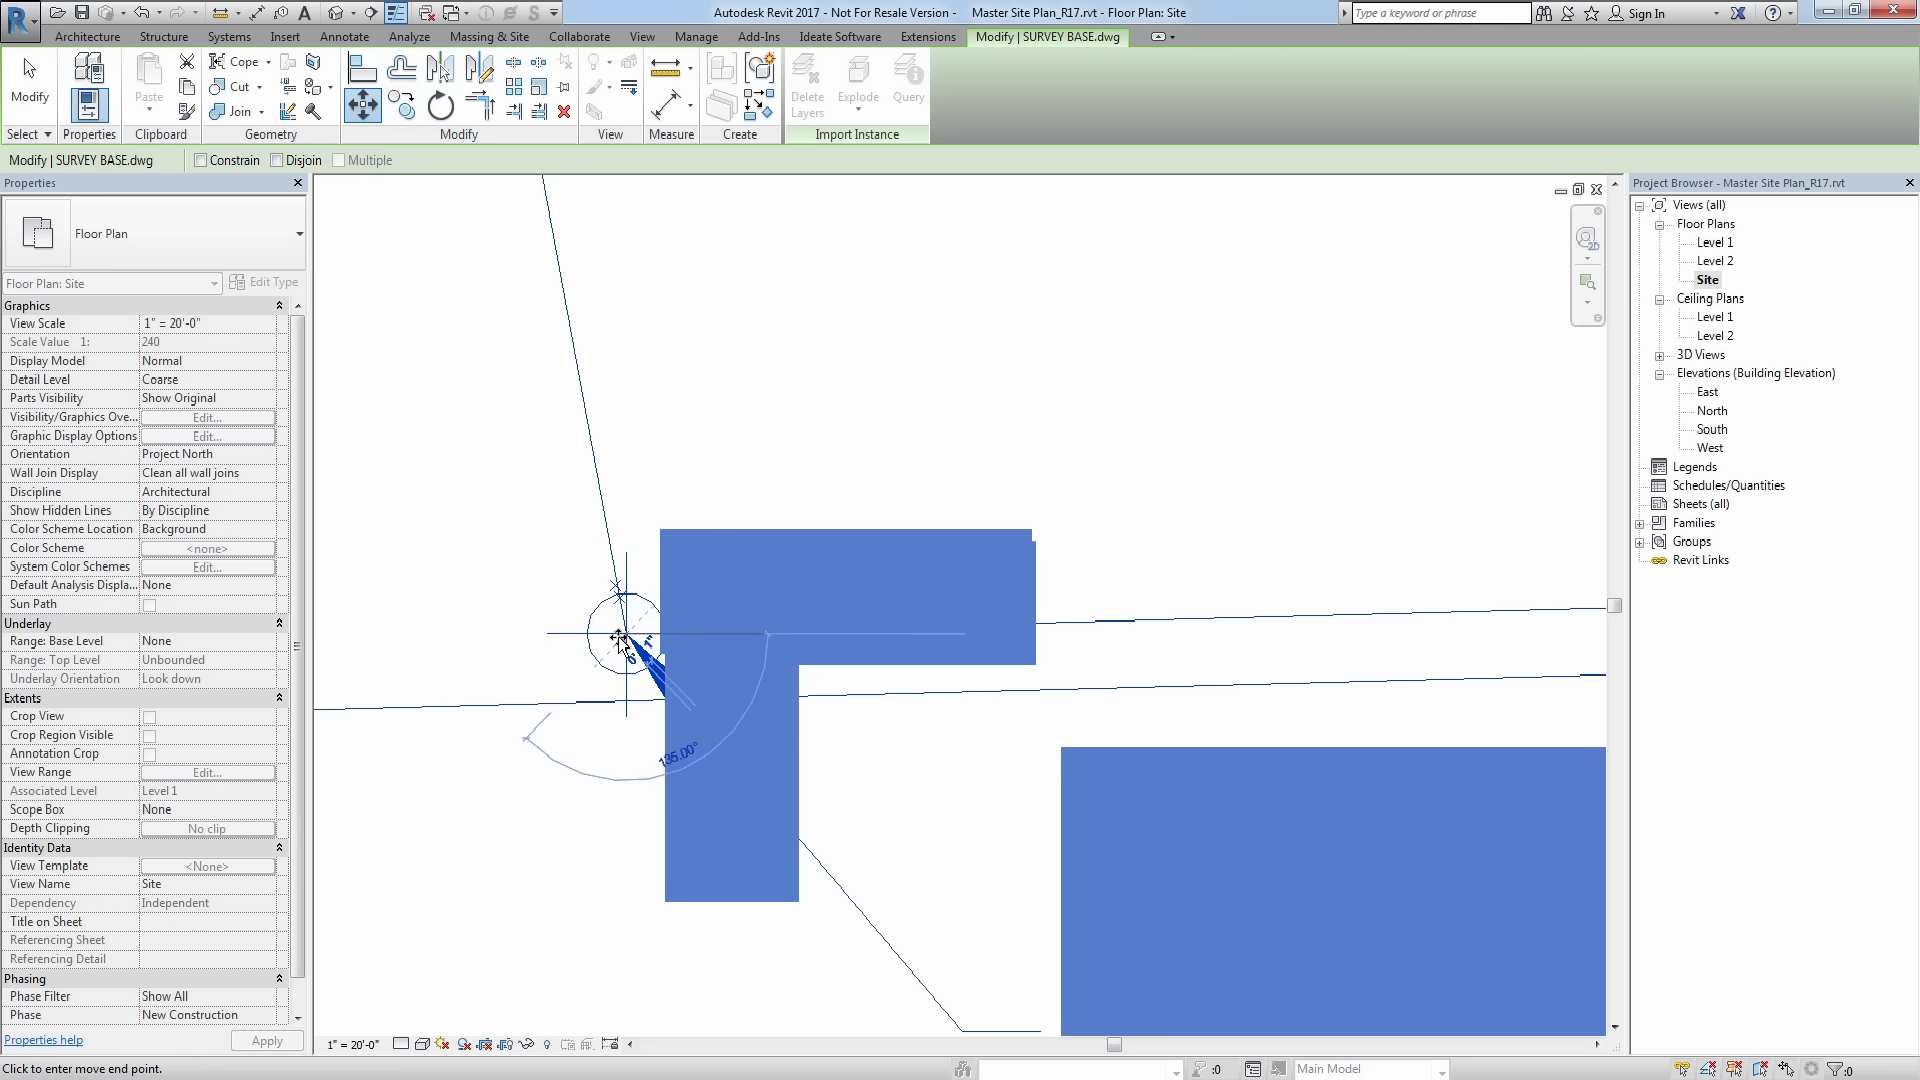 Autodesk Revit 2017 - Not For Resale Version - Master Site Plan_R17.rvt - Floor Plan: Site
Type a keyword or phrase
Sign In
Architecture Structure Systems Insert Annotate Analyze Massing & Site Collaborate View Manage Add-Ins Ideate Software Extensions Modify | SURVEY BASE.dwg
Modify
Paste
Cope
Cut
Join
Delete Layers
Explode
Query
Select Properties Clipboard Geometry Modify View Measure Create Import Instance
Modify | SURVEY BASE.dwg Constrain Disjoin Multiple
Properties
Floor Plan
Floor Plan: Site Edit Type
Graphics
View Scale 1" = 20'-0"
Scale Value 1: 240
Display Model Normal
Detail Level Coarse
Parts Visibility Show Original
Visibility/Graphics Ove... Edit...
Graphic Display Options Edit...
Orientation Project North
Wall Join Display Clean all wall joins
Discipline Architectural
Show Hidden Lines By Discipline
Color Scheme Location Background
Color Scheme <none>
System Color Schemes Edit...
Default Analysis Displa... None
Sun Path
Underlay
Range: Base Level None
Range: Top Level Unbounded
Underlay Orientation Look down
Extents
Crop View
Crop Region Visible
Annotation Crop
View Range Edit...
Associated Level Level 1
Scope Box None
Depth Clipping No clip
Identity Data
View Template <None>
View Name Site
Dependency Independent
Title on Sheet
Referencing Sheet
Referencing Detail
Phasing
Phase Filter Show All
Phase New Construction
Properties help Apply
2D
0' 1"
135.00°
1" = 20'-0"
Project Browser - Master Site Plan_R17.rvt
Views (all)
Floor Plans
Level 1
Level 2
Site
Ceiling Plans
Level 1
Level 2
3D Views
Elevations (Building Elevation)
East
North
South
West
Legends
Schedules/Quantities
Sheets (all)
Families
Groups
Revit Links
Click to enter move end point.
:0
Main Model
:0